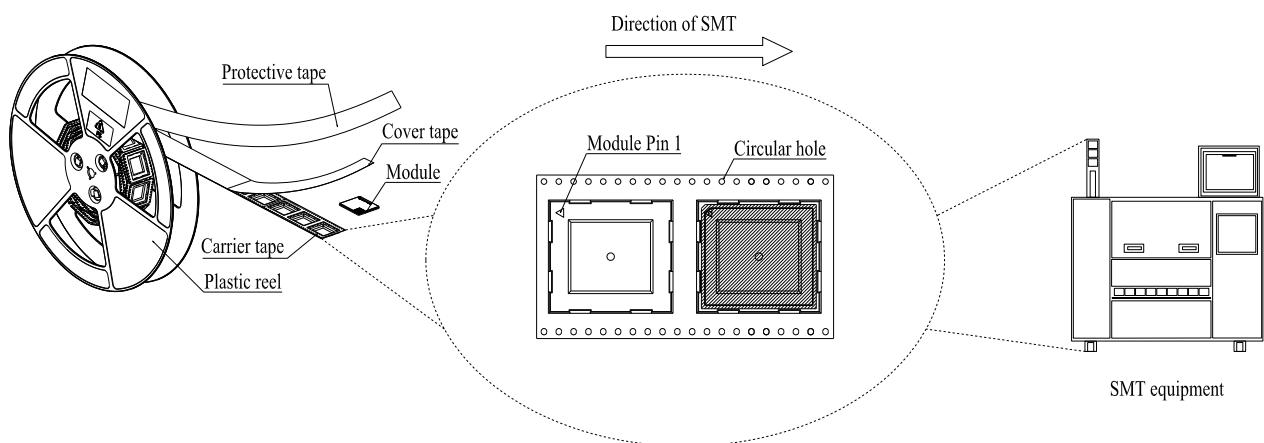 Direction of SMT
Protective tape
Cover tape
Module
Carrier tape
Plastic reel
Module Pin 1
Circular hole
SMT equipment